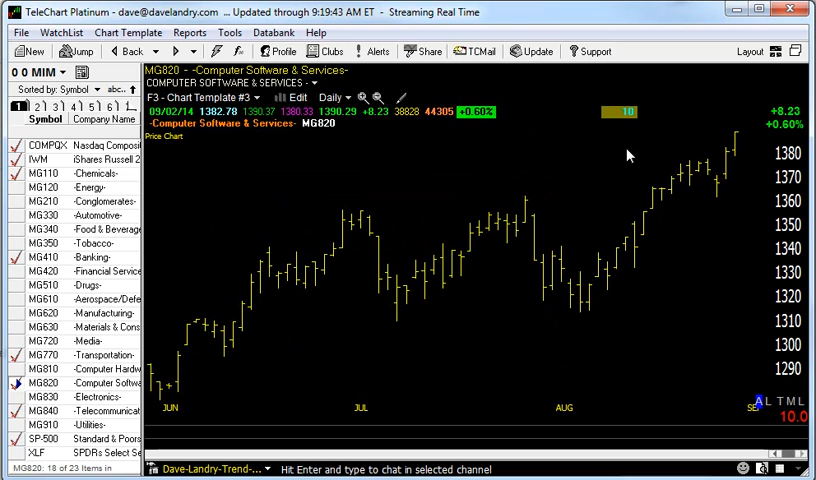 TeleChart Platinum - dave@davelandry.com ... Updated through 9:19:43 AM ET - Streaming Real Time
File WatchList Chart Template Reports Tools Databank Help
New Jump Back Profile Clubs Alerts Share TCMail Update Support Layout
0 0 MIM
Sorted by: Symbol abc..
1 2 3 4 5 6
Symbol Company Name
COMPQX Nasdaq Composi
IWM iShares Russell 2
MG110 -Chemicals-
MG120 -Energy-
MG210 -Conglomerates-
MG330 -Automotive-
MG340 -Food & Beverage
MG350 -Tobacco-
MG410 -Banking-
MG420 -Financial Service
MG510 -Drugs-
MG610 -Aerospace/Defe
MG620 -Manufacturing-
MG630 -Materials & Cons
MG720 -Media-
MG770 -Transportation-
MG810 -Computer Hardw
MG820 -Computer Softwa
MG830 -Electronics-
MG840 -Telecommunicat
MG910 -Utilities-
SP-500 Standard & Poors
XLF SPDRs Select Se
MG820: 18 of 23 Items in
MG820 - -Computer Software & Services-
COMPUTER SOFTWARE & SERVICES -
F3 - Chart Template #3 Edit Daily
09/02/14 1382.78 1390.37 1380.33 1390.29 +8.23 38828 44305 +0.60% 10 +8.23
-Computer Software & Services- MG820 +0.60%
Price Chart
1380
1370
1360
1350
1340
1330
1320
1310
1300
1290
JUN JUL AUG SE
A L T M L
10.0
Dave-Landry-Trend-... Hit Enter and type to chat in selected channel